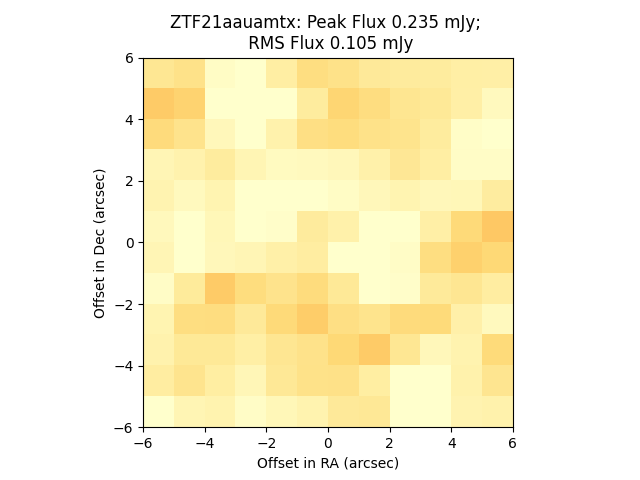 ZTF21aauamtx: Peak Flux 0.235 mJy;
RMS Flux 0.105 mJy
6
4
2
0
−2
−4
−6
Offset in Dec (arcsec)
−6 −4 −2 0 2 4 6
Offset in RA (arcsec)